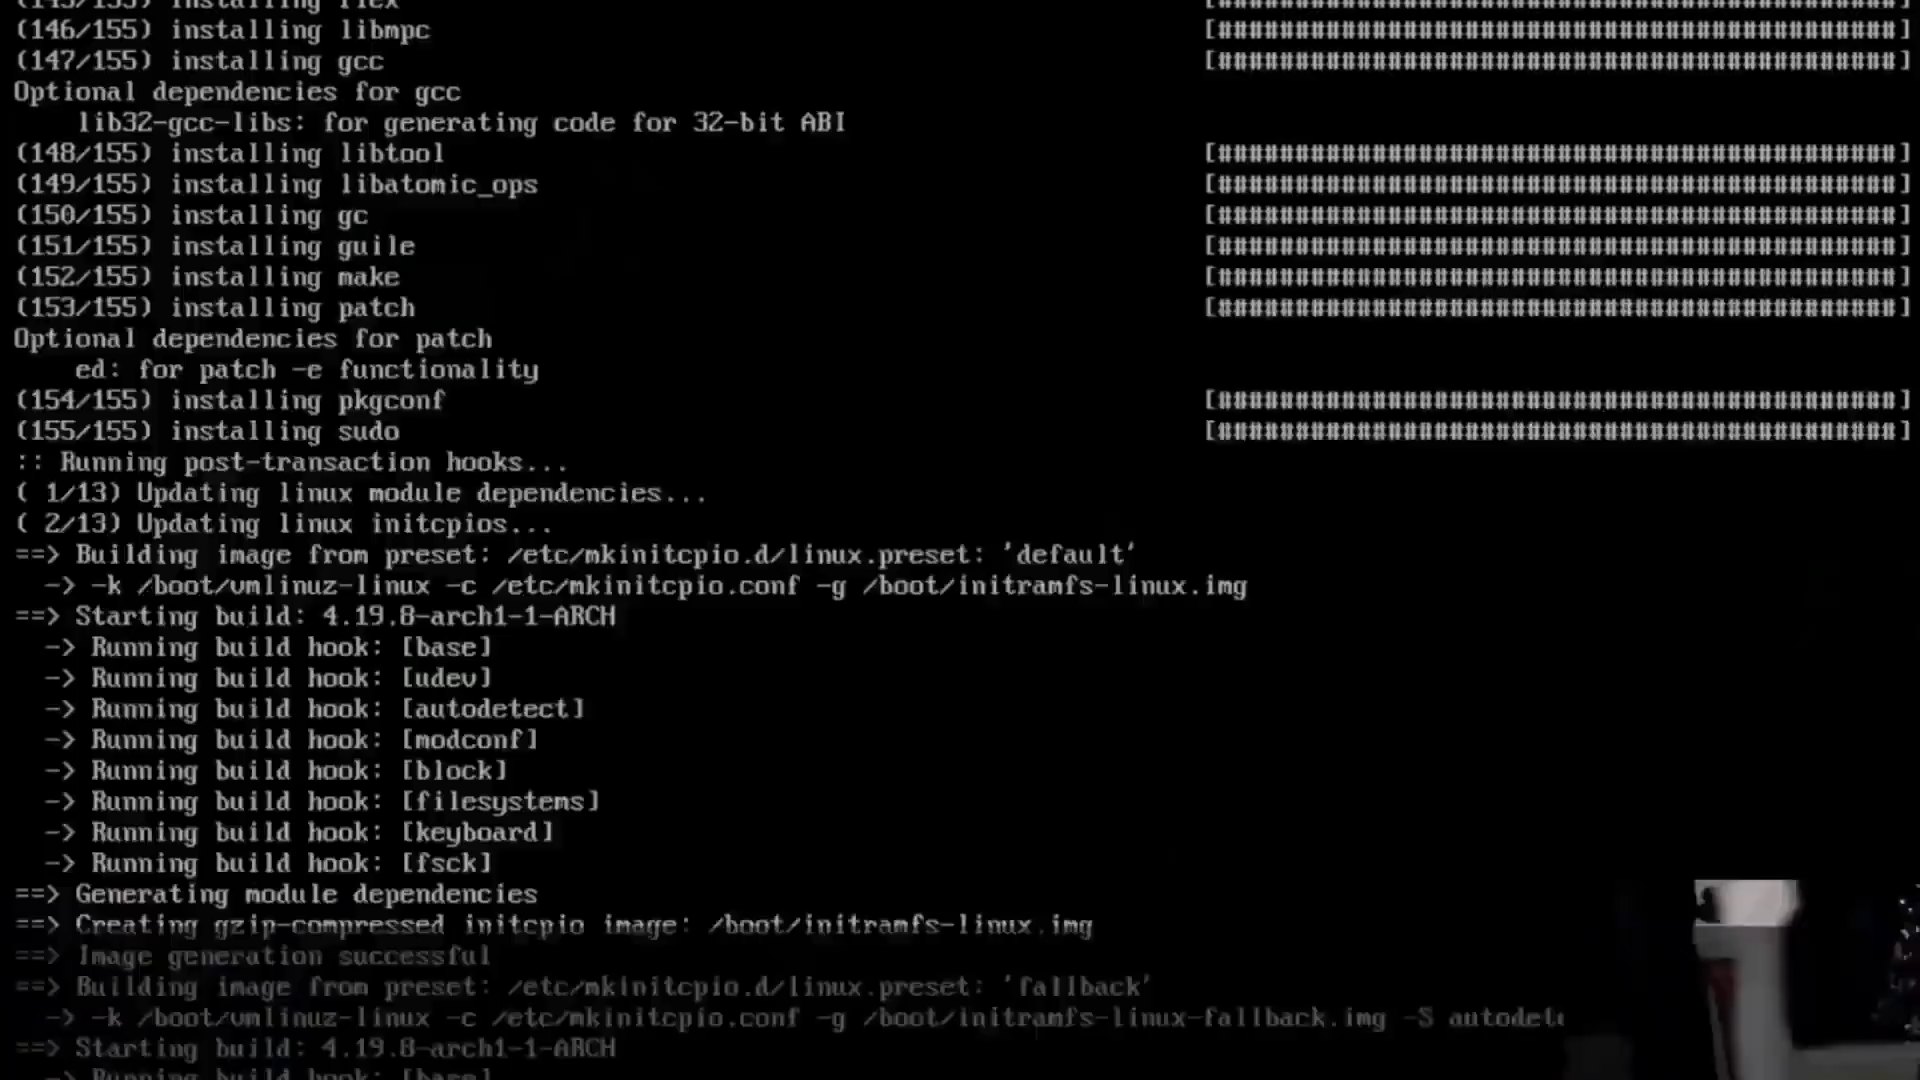 (145/155) installing flex [############################################]
(146/155) installing libmpc [############################################]
(147/155) installing gcc [############################################]
Optional dependencies for gcc
lib32-gcc-libs: for generating code for 32-bit ABI
(148/155) installing libtool [############################################]
(149/155) installing libatomic_ops [############################################]
(150/155) installing gc [############################################]
(151/155) installing guile [############################################]
(152/155) installing make [############################################]
(153/155) installing patch [############################################]
Optional dependencies for patch
ed: for patch -e functionality
(154/155) installing pkgconf [############################################]
(155/155) installing sudo [############################################]
:: Running post-transaction hooks...
( 1/13) Updating linux module dependencies...
( 2/13) Updating linux initcpios...
==> Building image from preset: /etc/mkinitcpio.d/linux.preset: 'default'
-> -k /boot/vmlinuz-linux -c /etc/mkinitcpio.conf -g /boot/initramfs-linux.img
==> Starting build: 4.19.8-arch1-1-ARCH
-> Running build hook: [base]
-> Running build hook: [udev]
-> Running build hook: [autodetect]
-> Running build hook: [modconf]
-> Running build hook: [block]
-> Running build hook: [filesystems]
-> Running build hook: [keyboard]
-> Running build hook: [fsck]
==> Generating module dependencies
==> Creating gzip-compressed initcpio image: /boot/initramfs-linux.img
==> Image generation successful
==> Building image from preset: /etc/mkinitcpio.d/linux.preset: 'fallback'
-> -k /boot/vmlinuz-linux -c /etc/mkinitcpio.conf -g /boot/initramfs-linux-fallback.img -S
==> Starting build: 4.19.8-arch1-1-ARCH
-> Running build hook: [base]